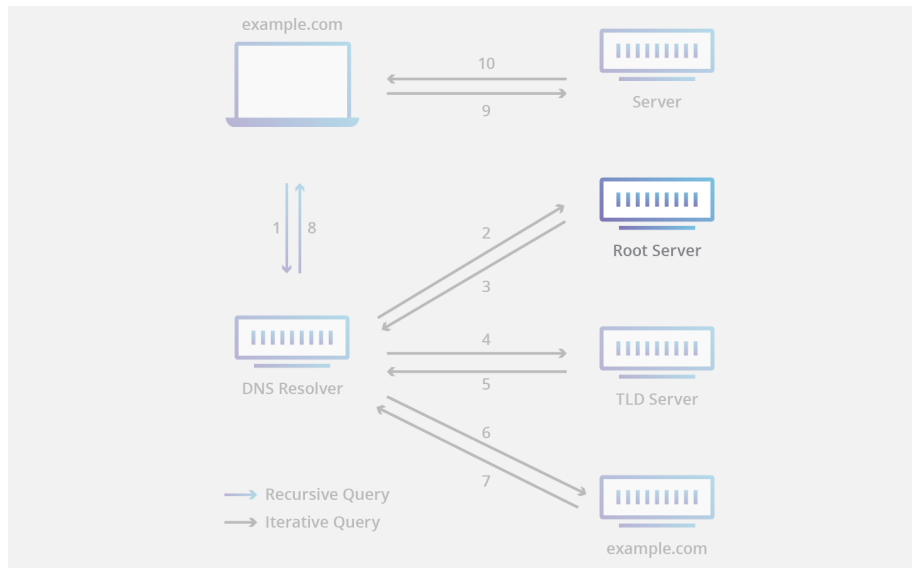 example.com
10
9
Server
1
8
2
3
Root Server
4
5
DNS Resolver
TLD Server
6
7
Recursive Query
Iterative Query
example.com